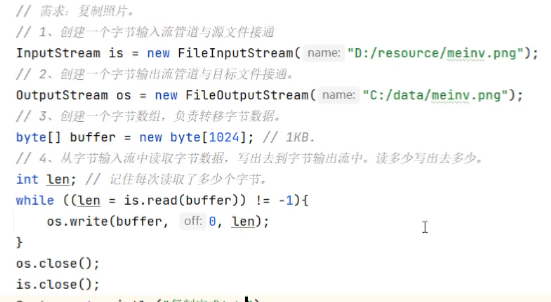 // 需求：复制照片。
// 1、创建一个字节输入流管道与源文件接通
InputStream is = new FileInputStream( name: "D:/resource/meinv.png");
// 2、创建一个字节输出流管道与目标文件接通。
OutputStream os = new FileOutputStream( name: "C:/data/meinv.png");
// 3、创建一个字节数组，负责转移字节数据。
byte[] buffer = new byte[1024]; // 1KB.
// 4、从字节输入流中读取字节数据，写出去到字节输出流中。读多少写出去多少。
int len; // 记住每次读取了多少个字节。
while ((len = is.read(buffer)) != -1){
os.write(buffer, off: 0, len);
}
os.close();
is.close();